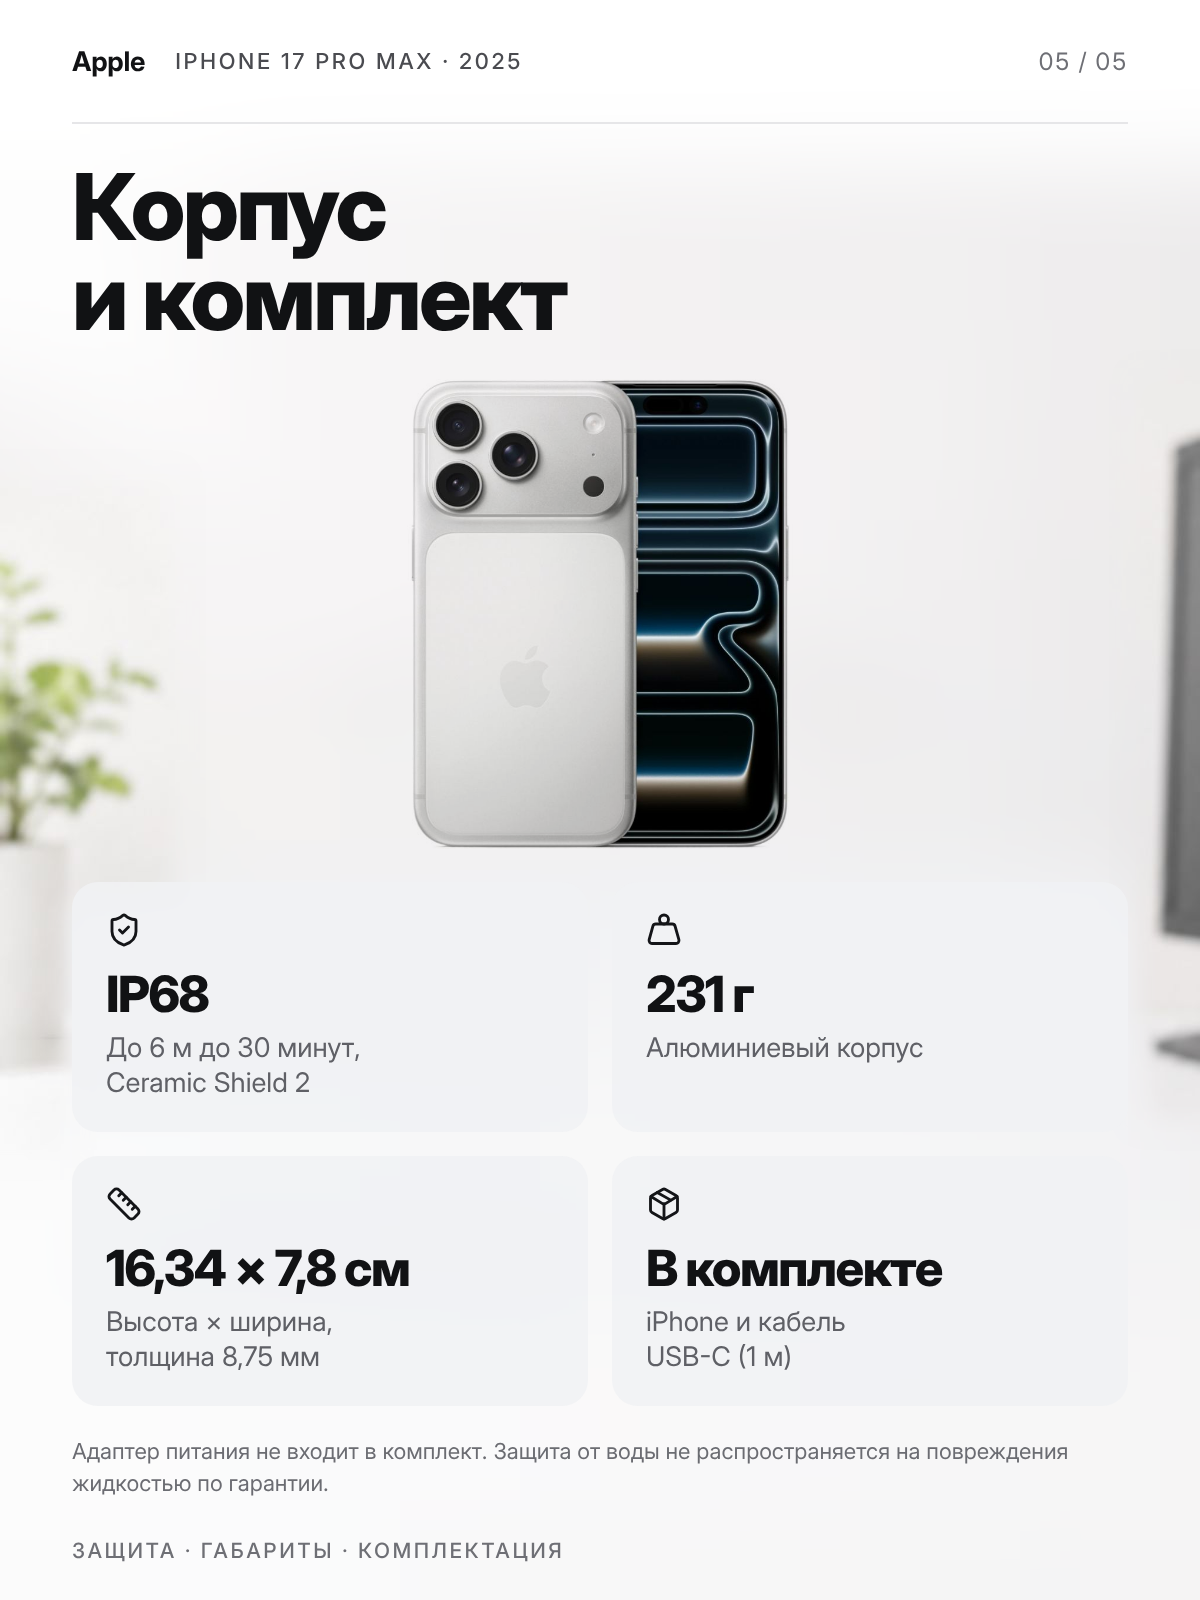 Apple IPHONE 17 PRO MAX · 2025 05 / 05
Корпус
и комплект
IP68
До 6 м до 30 минут,
Ceramic Shield 2
231 г
Алюминиевый корпус
16,34 × 7,8 см
Высота × ширина,
толщина 8,75 мм
В комплекте
iPhone и кабель
USB-C (1 м)
Адаптер питания не входит в комплект. Защита от воды не распространяется на повреждения
жидкостью по гарантии.
ЗАЩИТА · ГАБАРИТЫ · КОМПЛЕКТАЦИЯ